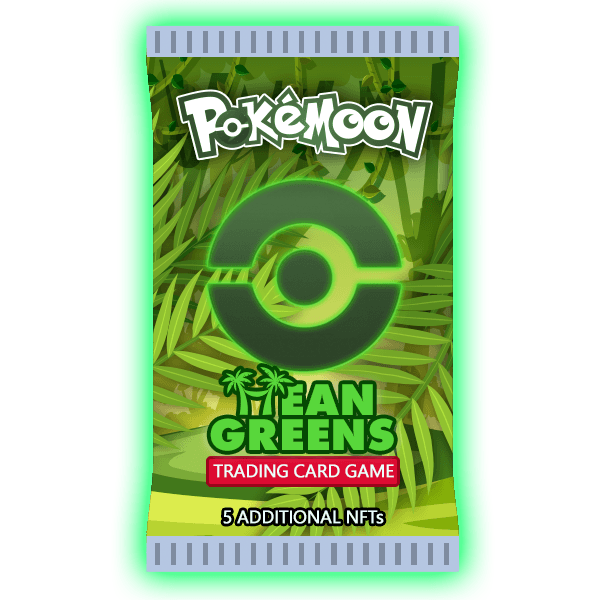 POKÉMOON
MEAN
GREENS
TRADING CARD GAME
5 ADDITIONAL NFTs